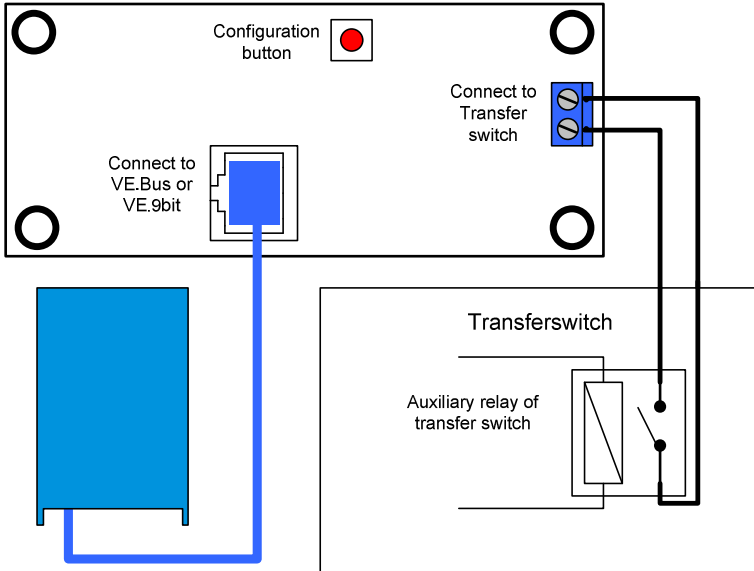 Configuration
button
Connect to
Transfer
switch
Connect to
VE.Bus or
VE.9bit
Transferswitch
Auxiliary relay of
transfer switch